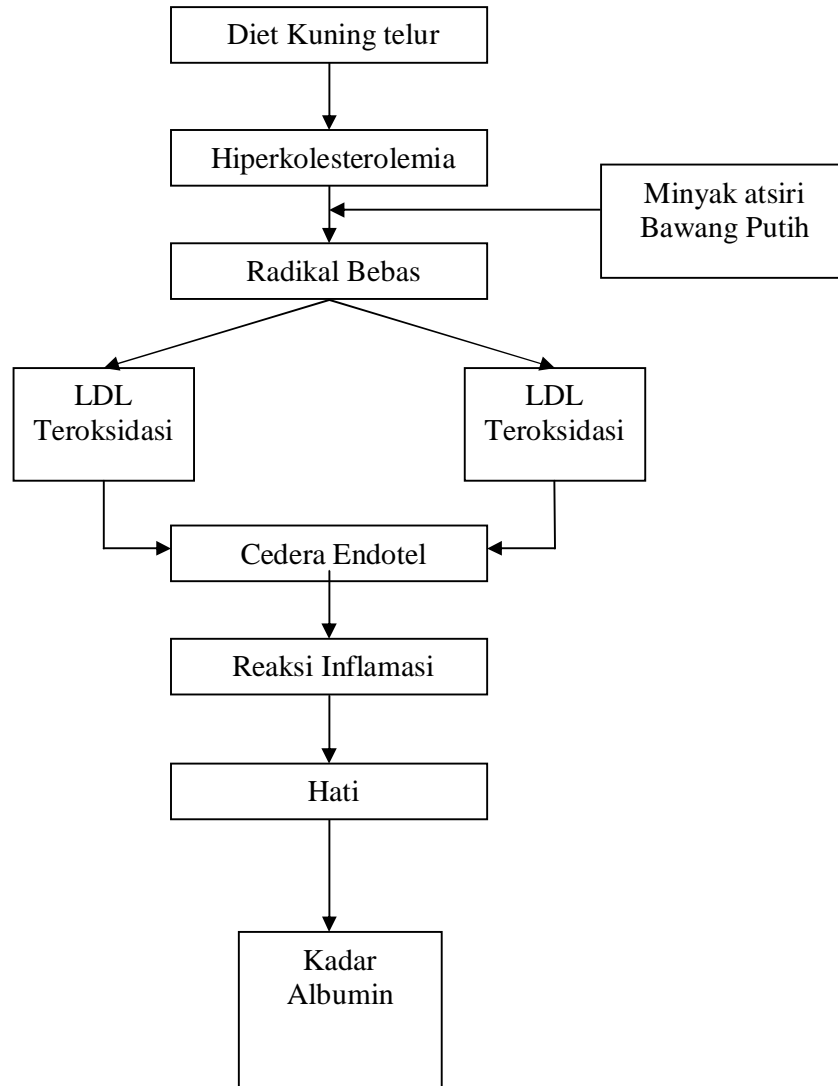 Diet Kuning telur
Hiperkolesterolemia
Minyak atsiri
Bawang Putih
Radikal Bebas
LDL
Teroksidasi
LDL
Teroksidasi
Cedera Endotel
Reaksi Inflamasi
Hati
Kadar
Albumin